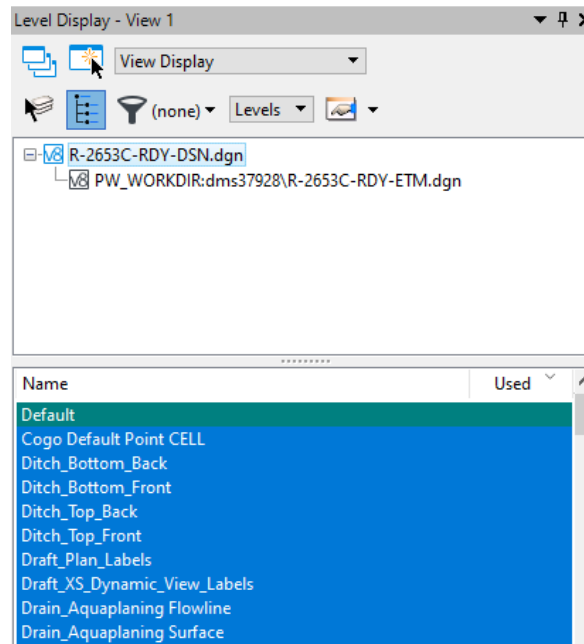 Level Display - View 1
View Display
(none) Levels
R-2653C-RDY-DSN.dgn
PW_WORKDIR:dms37928\R-2653C-RDY-ETM.dgn
Name Used
Default
Cogo Default Point CELL
Ditch_Bottom_Back
Ditch_Bottom_Front
Ditch_Top_Back
Ditch_Top_Front
Draft_Plan_Labels
Draft_XS_Dynamic_View_Labels
Drain_Aquaplaning Flowline
Drain_Aquaplaning Surface